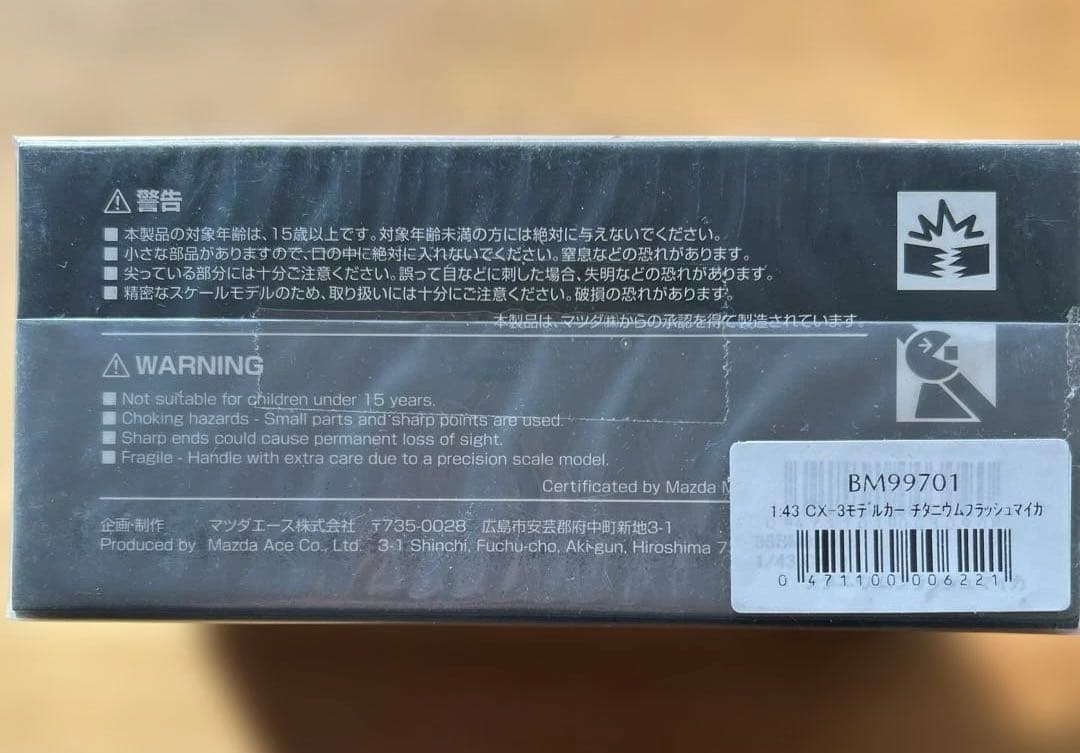 ⚠警告
■ 本製品の対象年齢は、15歳以上です。対象年齢未満の方には絶対に与えないでください。
■ 小さな部品がありますので、口の中に絶対に入れないでください。窒息などの恐れがあります。
■ 尖っている部分には十分ご注意ください。誤って目などに刺した場合、失明などの恐れがあります。
■ 精密なスケールモデルのため、取り扱いには十分にご注意ください。破損の恐れがあります。
本製品は、マツダ㈱からの承認を得て製造されています。
⚠WARNING
■ Not suitable for children under 15 years.
■ Choking hazards - Small parts and sharp points are used.
■ Sharp ends could cause permanent loss of sight.
■ Fragile - Handle with extra care due to a precision scale model.
Certificated by Mazda
企画・制作 マツダエース株式会社 〒735-0028 広島市安芸郡府中町新地3-1
Produced by Mazda Ace Co., Ltd. 3-1 Shinchi, Fuchu-cho, Aki-gun, Hiroshima
BM99701
1:43 CX-3モデルカー チタニウムフラッシュマイカ
0 471100 006221